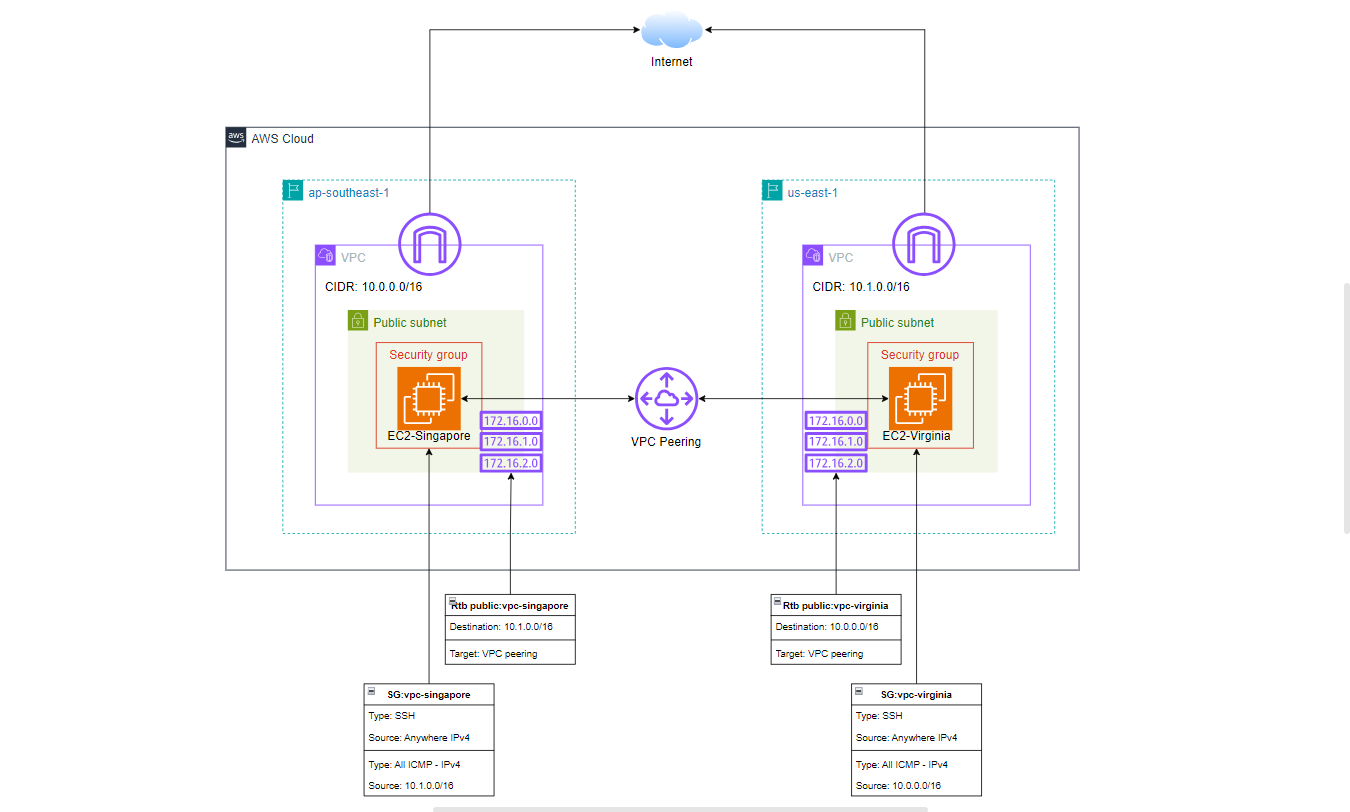 Internet
aws
AWS Cloud
ap-southeast-1
VPC
CIDR: 10.0.0.0/16
Public subnet
Security group
EC2-Singapore
172.16.0.0
172.16.1.0
172.16.2.0
VPC Peering
us-east-1
VPC
CIDR: 10.1.0.0/16
Public subnet
Security group
EC2-Virginia
172.16.0.0
172.16.1.0
172.16.2.0
Rtb public:vpc-singapore
Destination: 10.1.0.0/16
Target: VPC peering
Rtb public:vpc-virginia
Destination: 10.0.0.0/16
Target: VPC peering
SG:vpc-singapore
Type: SSH
Source: Anywhere IPv4
Type: All ICMP - IPv4
Source: 10.1.0.0/16
SG:vpc-virginia
Type: SSH
Source: Anywhere IPv4
Type: All ICMP - IPv4
Source: 10.0.0.0/16